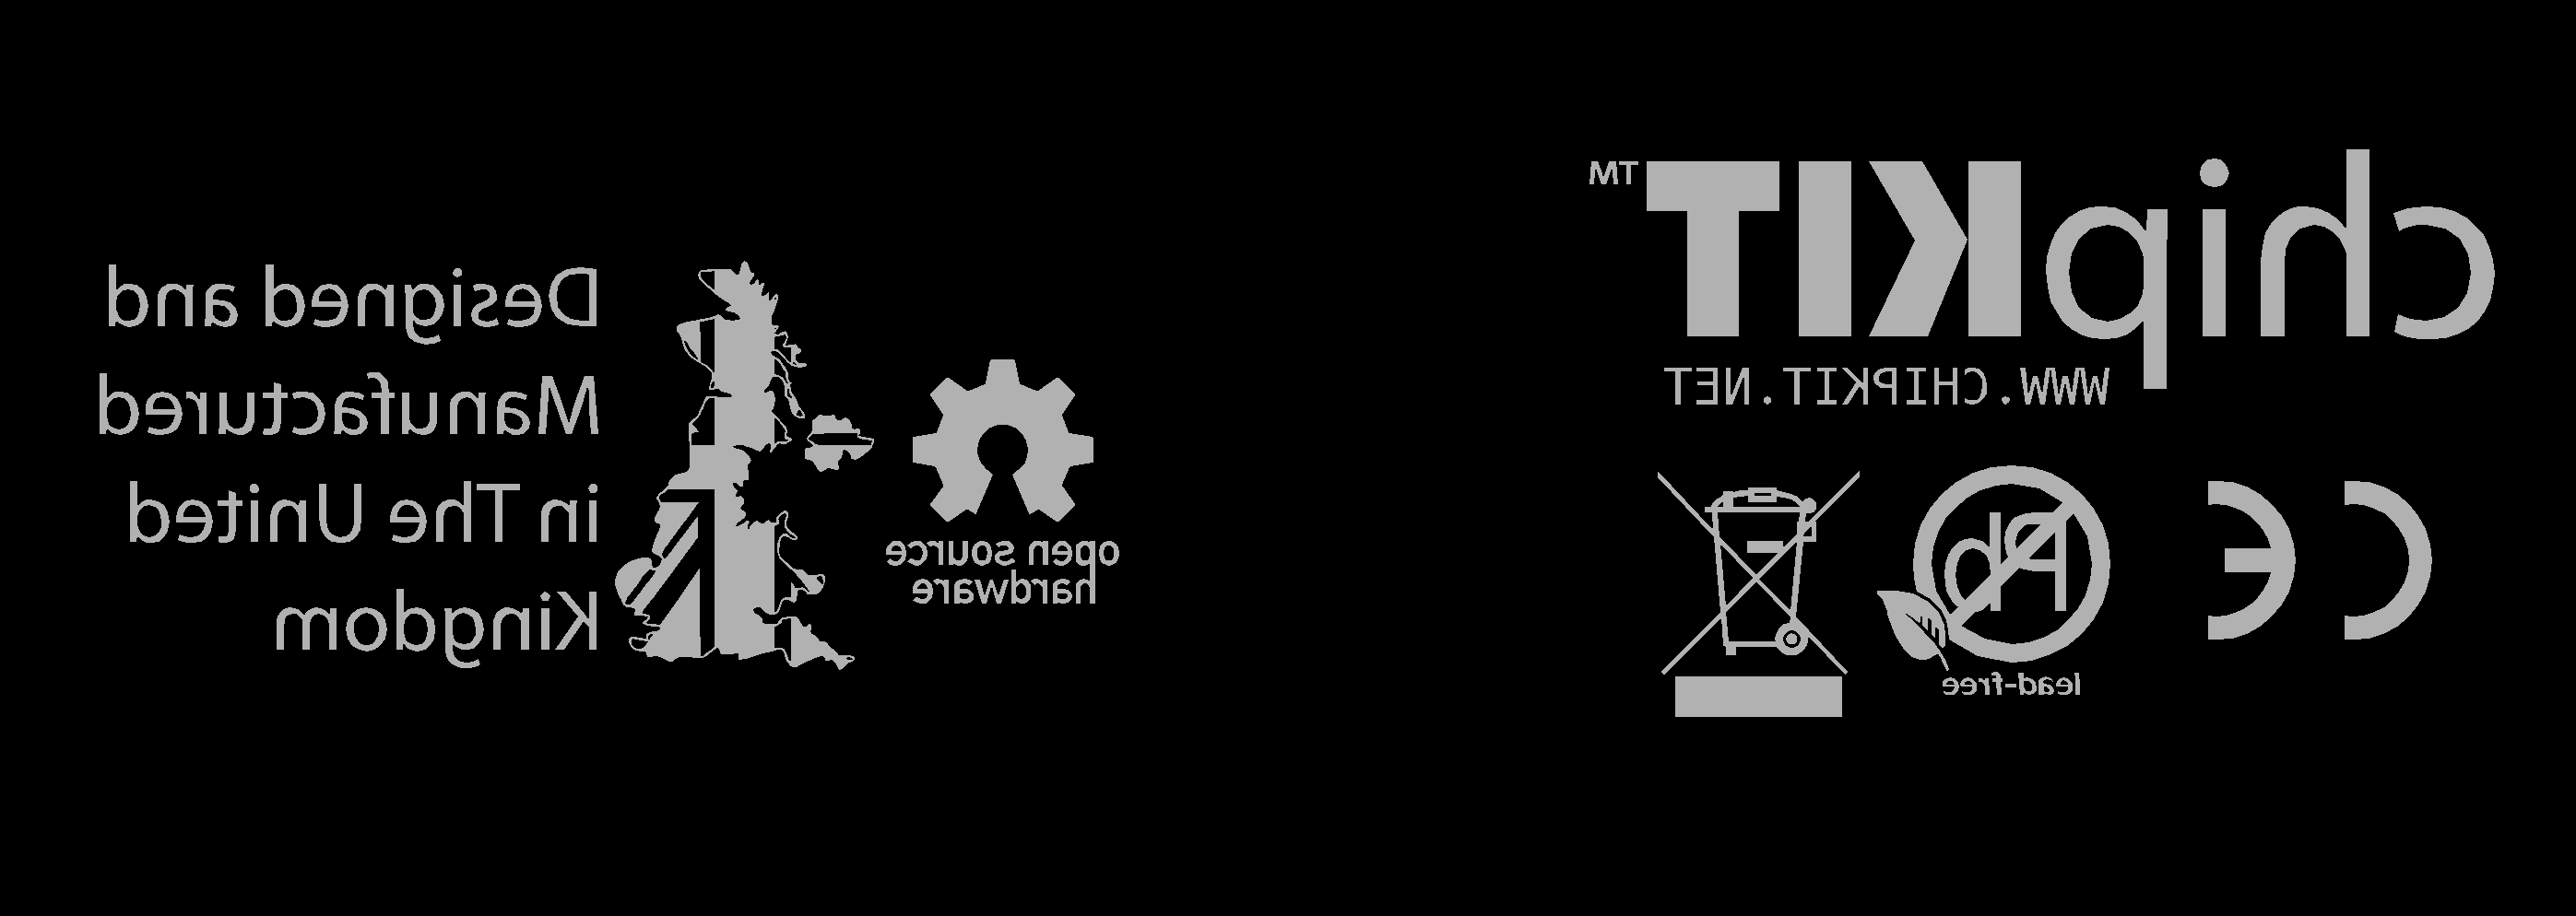 chipKIT™
WWW.CHIPKIT.NET
CE
Pb
lead-free
open source
hardware
Designed and
Manufactured
in The United
Kingdom